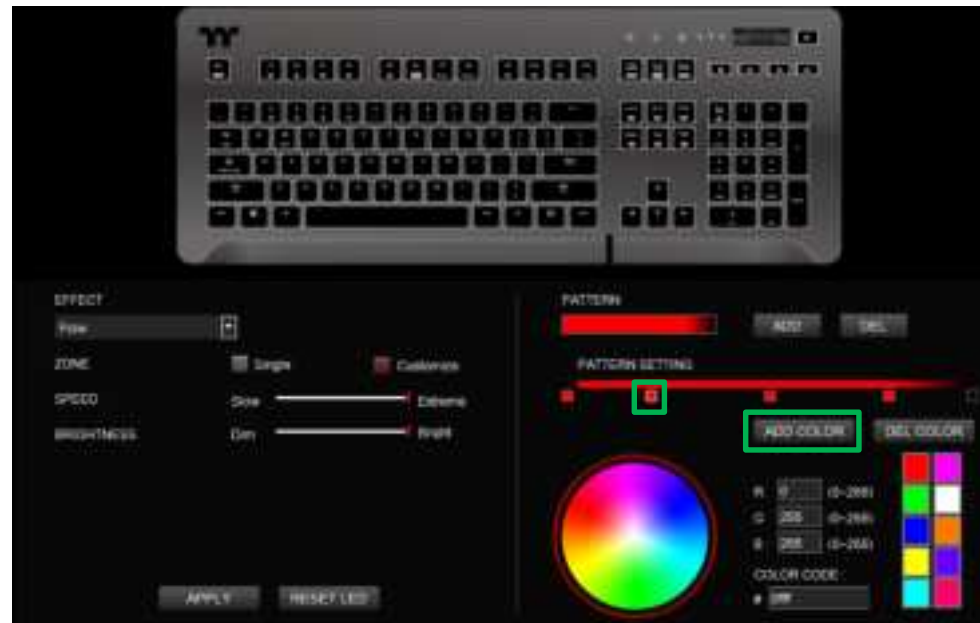 EFFECT
PATTERN
ADD
DEL
ZONE
Single
Customize
PATTERN SETTING
SPEED
Slow
Extreme
BRIGHTNESS
Dim
Bright
ADD COLOR
DEL COLOR
R 0 (0~255)
G 255 (0~255)
B 255 (0~255)
COLOR CODE
#
APPLY
RESET LED